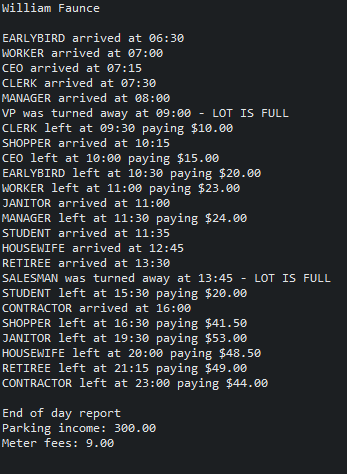 William Faunce
EARLYBIRD arrived at 06:30
WORKER arrived at 07:00
CEO arrived at 07:15
CLERK arrived at 07:30
MANAGER arrived at 08:00
VP was turned away at 09:00 - LOT IS FULL
CLERK left at 09:30 paying $10.00
SHOPPER arrived at 10:15
CEO left at 10:00 paying $15.00
EARLYBIRD left at 10:30 paying $20.00
WORKER left at 11:00 paying $23.00
JANITOR arrived at 11:00
MANAGER left at 11:30 paying $24.00
STUDENT arrived at 11:35
HOUSEWIFE arrived at 12:45
RETIREE arrived at 13:30
SALESMAN was turned away at 13:45 - LOT IS FULL
STUDENT left at 15:30 paying $20.00
CONTRACTOR arrived at 16:00
SHOPPER left at 16:30 paying $41.50
JANITOR left at 19:30 paying $53.00
HOUSEWIFE left at 20:00 paying $48.50
RETIREE left at 21:15 paying $49.00
CONTRACTOR left at 23:00 paying $44.00
End of day report
Parking income: 300.00
Meter fees: 9.00